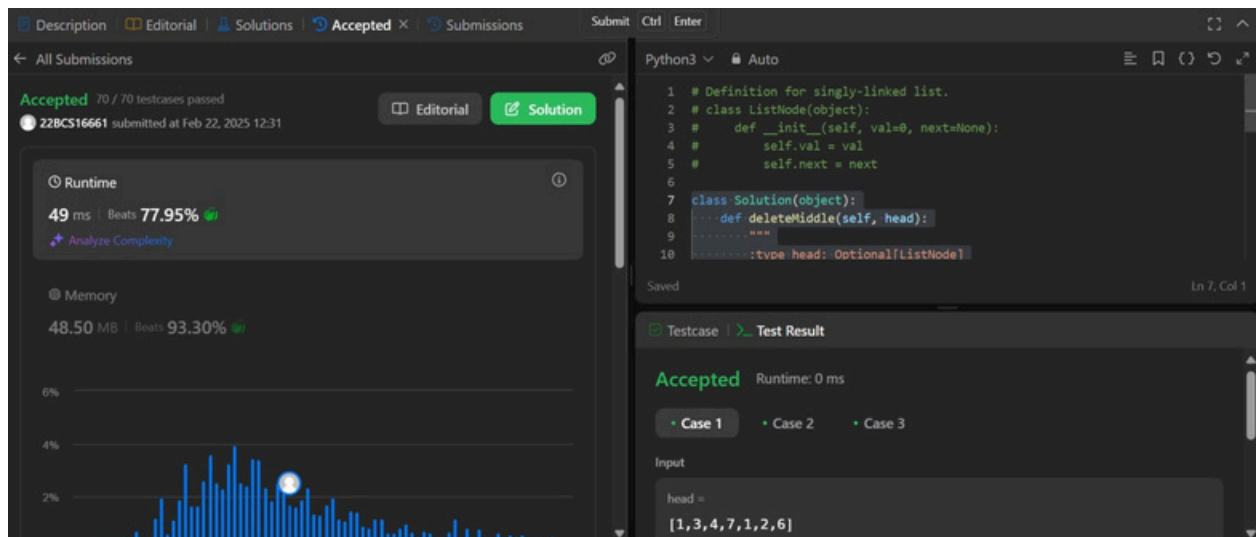 Description Editorial Solutions Accepted × Submissions
Submit Ctrl Enter
All Submissions
Accepted 70 / 70 testcases passed
22BCS16661 submitted at Feb 22, 2025 12:31
Editorial
Solution
Runtime
49 ms Beats 77.95%
Analyze Complexity
Memory
48.50 MB Beats 93.30%
6%
4%
2%
Python3 Auto
1 # Definition for singly-linked list.
2 # class ListNode(object):
3 #     def __init__(self, val=0, next=None):
4 #         self.val = val
5 #         self.next = next
6
7 class Solution(object):
8     def deleteMiddle(self, head):
9         """
10         :type head: Optional[ListNode]
Saved
Ln 7, Col 1
Testcase >_ Test Result
Accepted Runtime: 0 ms
• Case 1 • Case 2 • Case 3
Input
head =
[1,3,4,7,1,2,6]